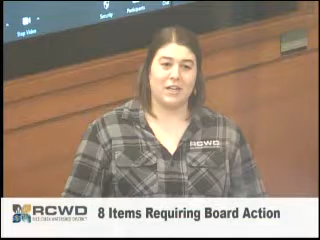 Stop Video
Security
Participants
RCWD
RCWD
RICE CREEK WATERSHED DISTRICT
8 Items Requiring Board Action